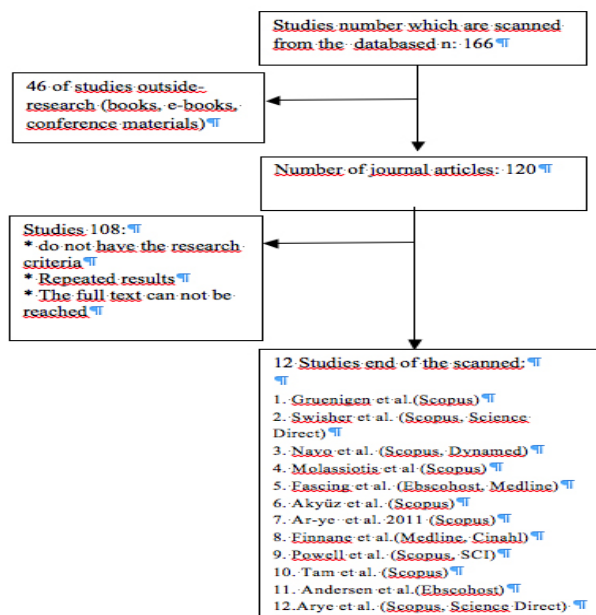 Studies number which are scanned
from the databased n: 166¶
46 of studies outside-
research (books, e-books,
conference materials)¶
Number of journal articles: 120¶
Studies 108:¶
* do not have the research
criteria¶
* Repeated results¶
* The full text can not be
reached¶
12 Studies end of the scanned:¶
¶
1. Gruenigen et al.(Scopus)¶
2. Swisher et al. (Scopus, Science
Direct)¶
3. Navo et al. (Scopus, Dynamed)¶
4. Molassiotis et al (Scopus)¶
5. Fascing et al. (Ebscohost, Medline)¶
6. Akyüz et al. (Scopus)¶
7. Ar-ye et al. 2011 (Scopus)¶
8. Finnane et al.(Medline, Cinahl)¶
9. Powell et al. (Scopus, SCI)¶
10. Tam et al. (Scopus)¶
11. Andersen et al.(Ebscohost)¶
12.Arye et al. (Scopus, Science Direct)¶